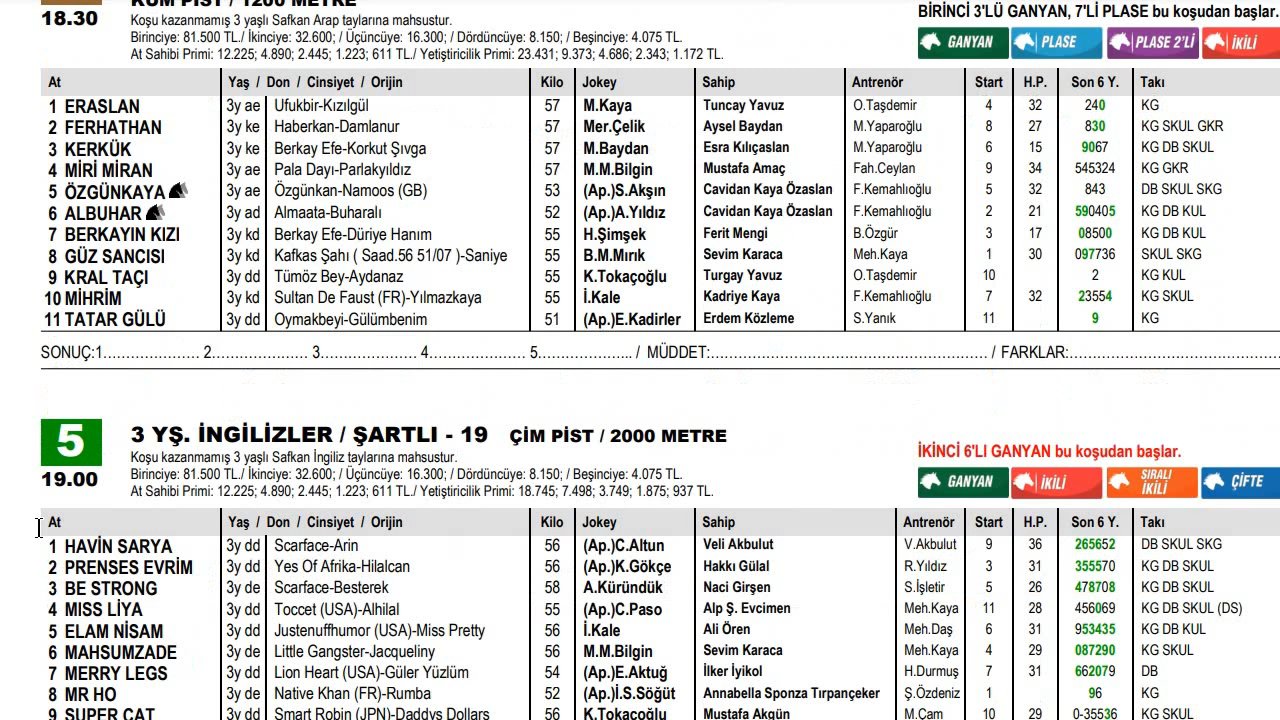 KUM PİST / 1200 METRE
18.30
Koşu kazanmamış 3 yaşlı Safkan Arap taylarına mahsustur.
Birinciye: 81.500 TL./ İkinciye: 32.600; / Üçüncüye: 16.300; / Dördüncüye: 8.150; / Beşinciye: 4.075 TL.
At Sahibi Primi: 12.225; 4.890; 2.445; 1.223; 611 TL./ Yetiştiricilik Primi: 23.431; 9.373; 4.686; 2.343; 1.172 TL.
BİRİNCİ 3'LÜ GANYAN, 7'Lİ PLASE bu koşudan başlar.
GANYAN PLASE PLASE 2'Lİ İKİLİ
At Yaş / Don / Cinsiyet / Orijin Kilo Jokey Sahip Antrenör Start H.P. Son 6 Y. Takı
1 ERASLAN 3y ae Ufukbir-Kızılgül 57 M.Kaya Tuncay Yavuz O.Taşdemir 4 32 240 KG
2 FERHATHAN 3y ke Haberkan-Damlanur 57 Mer.Çelik Aysel Baydan M.Yaparoğlu 8 27 830 KG SKUL GKR
3 KERKÜK 3y ke Berkay Efe-Korkut Şıvga 57 M.Baydan Esra Kılıçaslan M.Yaparoğlu 6 15 9067 KG DB SKUL
4 MİRİ MİRAN 3y ae Pala Dayı-Parlakyıldız 57 M.M.Bilgin Mustafa Amaç Fah.Ceylan 9 34 545324 KG GKR
5 ÖZGÜNKAYA 3y ae Özgünkan-Namoos (GB) 53 (Ap.)S.Akşın Cavidan Kaya Özaslan F.Kemahlıoğlu 5 32 843 DB SKUL SKG
6 ALBUHAR 3y ad Almaata-Buharalı 52 (Ap.)A.Yıldız Cavidan Kaya Özaslan F.Kemahlıoğlu 2 21 590405 KG DB KUL
7 BERKAYIN KIZI 3y kd Berkay Efe-Düriye Hanım 55 H.Şimşek Ferit Mengi B.Özgür 3 17 08500 KG DB KUL
8 GÜZ SANCISI 3y kd Kafkas Şahı ( Saad.56 51/07 )-Saniye 55 B.M.Mırık Sevim Karaca Meh.Kaya 1 30 097736 SKUL SKG
9 KRAL TAÇI 3y dd Tümöz Bey-Aydanaz 55 K.Tokaçoğlu Turgay Yavuz O.Taşdemir 10 2 KG KUL
10 MİHRİM 3y kd Sultan De Faust (FR)-Yılmazkaya 55 İ.Kale Kadriye Kaya F.Kemahlıoğlu 7 32 23554 KG SKUL
11 TATAR GÜLÜ 3y dd Oymakbeyi-Gülümbenim 51 (Ap.)E.Kadirler Erdem Közleme S.Yanık 11 9 KG
SONUÇ:1...................... 2...................... 3...................... 4...................... 5...................... / MÜDDET:............................................................... / FARKLAR:................................................
5 3 YŞ. İNGİLİZLER / ŞARTLI - 19 ÇİM PİST / 2000 METRE
19.00
Koşu kazanmamış 3 yaşlı Safkan İngiliz taylarına mahsustur.
Birinciye: 81.500 TL./ İkinciye: 32.600; / Üçüncüye: 16.300; / Dördüncüye: 8.150; / Beşinciye: 4.075 TL.
At Sahibi Primi: 12.225; 4.890; 2.445; 1.223; 611 TL./ Yetiştiricilik Primi: 18.745; 7.498; 3.749; 1.875; 937 TL.
İKİNCİ 6'LI GANYAN bu koşudan başlar.
GANYAN İKİLİ SIRALI İKİLİ ÇİFTE
At Yaş / Don / Cinsiyet / Orijin Kilo Jokey Sahip Antrenör Start H.P. Son 6 Y. Takı
1 HAVİN SARYA 3y dd Scarface-Arin 56 (Ap.)C.Altun Veli Akbulut V.Akbulut 9 36 265652 DB SKUL SKG
2 PRENSES EVRİM 3y dd Yes Of Afrika-Hilalcan 56 (Ap.)K.Gökçe Hakkı Gülal R.Yıldız 3 31 355570 KG DB SKUL
3 BE STRONG 3y de Scarface-Besterek 58 A.Küründük Naci Girşen S.İşletir 5 26 478708 KG DB SKUL
4 MISS LİYA 3y dd Toccet (USA)-Alhilal 55 (Ap.)C.Paso Alp Ş. Evcimen Meh.Kaya 11 28 456069 KG DB SKUL (DS)
5 ELAM NİSAM 3y dd Justenuffhumor (USA)-Miss Pretty 56 İ.Kale Ali Ören Meh.Daş 6 31 953435 KG DB KUL
6 MAHSUMZADE 3y de Little Gangster-Jacqueliny 56 M.M.Bilgin Sevim Karaca Meh.Kaya 4 29 087290 KG SKUL
7 MERRY LEGS 3y dd Lion Heart (USA)-Güler Yüzlüm 54 (Ap.)E.Aktuğ İlker İyikol H.Durmuş 7 31 662079 DB
8 MR HO 3y de Native Khan (FR)-Rumba 52 (Ap.)İ.S.Söğüt Annabella Sponza Tırpançeker Ş.Özdeniz 1 96 KG
9 SUPER CAT 3y dd Smart Robin (JPN)-Daddys Dollars 56 K.Tokaçoğlu Mustafa Akgün M.Çam 10 29 0-35536 KG SKUL